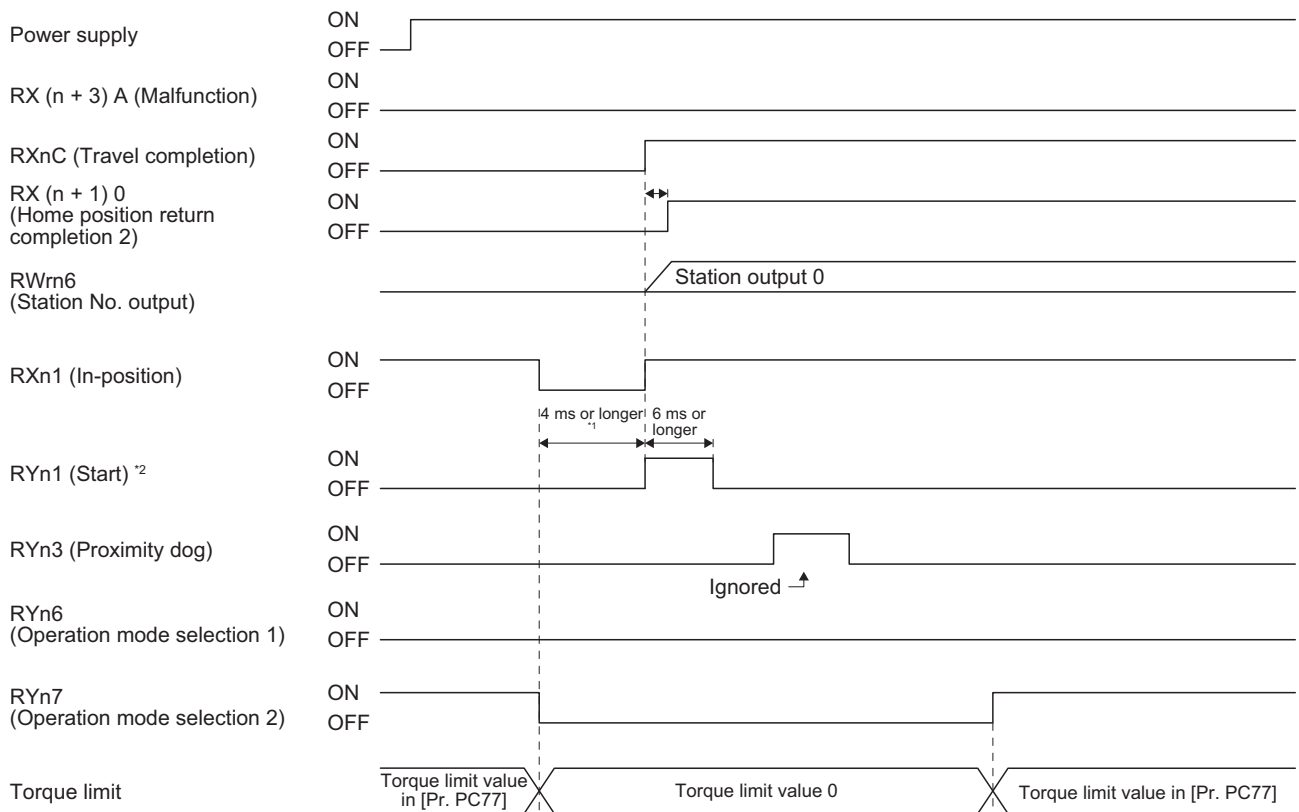 Power supply
ON
OFF
RX (n + 3) A (Malfunction)
ON
OFF
RXnC (Travel completion)
ON
OFF
RX (n + 1) 0
(Home position return
completion 2)
ON
OFF
RWrn6
(Station No. output)
Station output 0
RXn1 (In-position)
ON
OFF
4 ms or longer
*1
6 ms or
longer
RYn1 (Start) *2
ON
OFF
RYn3 (Proximity dog)
ON
OFF
Ignored
RYn6
(Operation mode selection 1)
ON
OFF
RYn7
(Operation mode selection 2)
ON
OFF
Torque limit
Torque limit value
in [Pr. PC77]
Torque limit value 0
Torque limit value in [Pr. PC77]